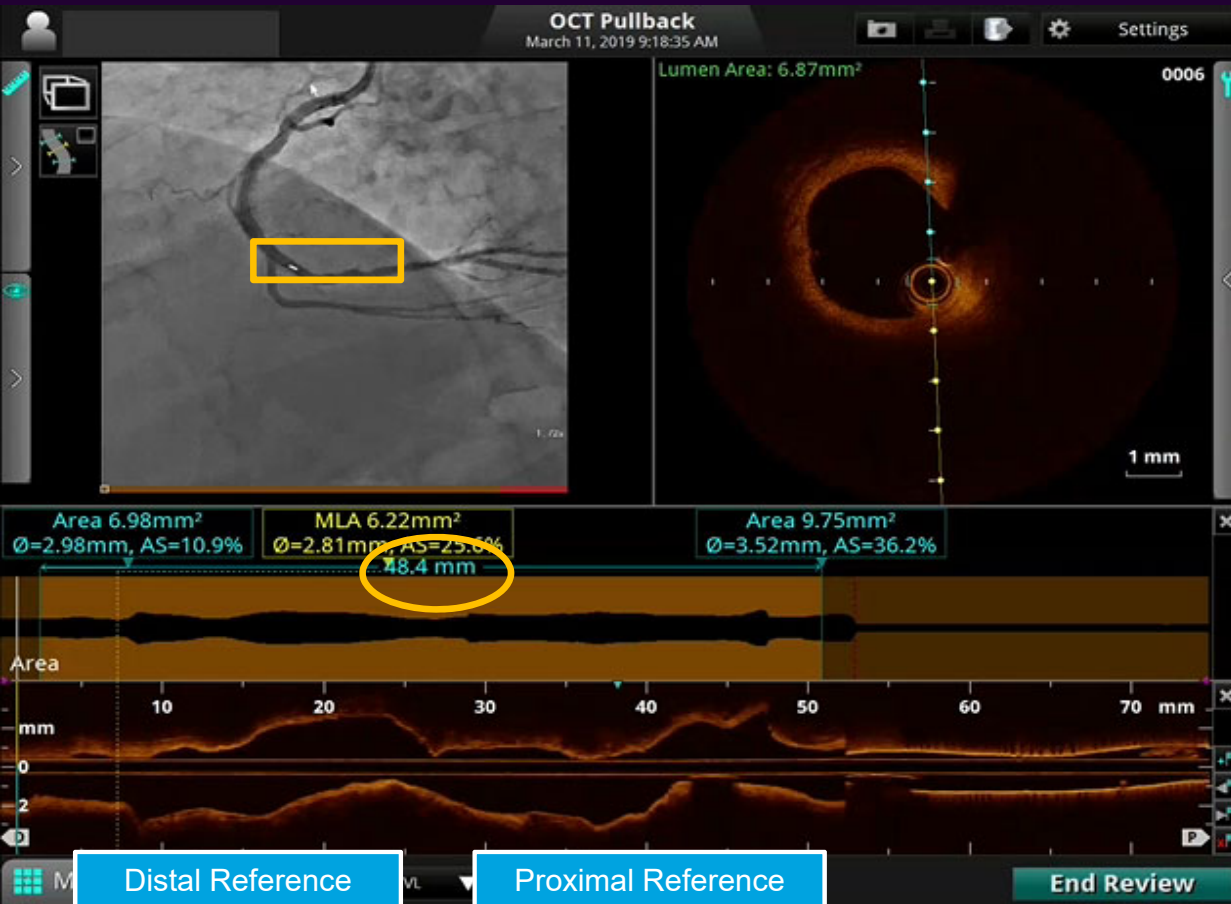 OCT Pullback
March 11, 2019 9:18:35 AM
Settings
Lumen Area: 6.87mm²
0006
1 mm
Area 6.98mm²
Ø=2.98mm, AS=10.9%
MLA 6.22mm²
Ø=2.81mm, AS=25.6%
Area 9.75mm²
Ø=3.52mm, AS=36.2%
48.4 mm
Area
10
20
30
40
50
60
70 mm
mm
0
2
D
P
M
Distal Reference
VL
Proximal Reference
End Review